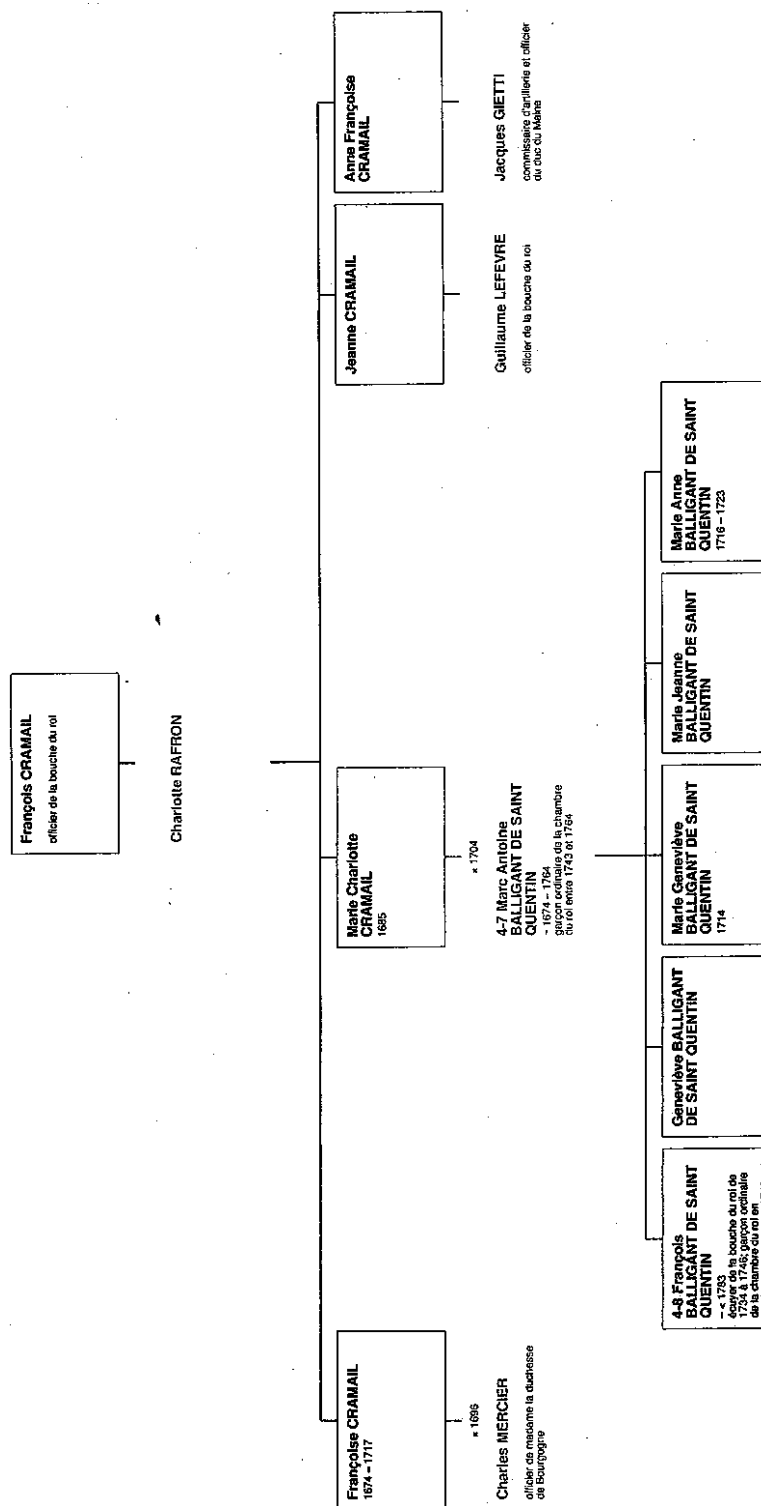 François CRAMAIL
officier de la bouche du roi
Charlotte RAFRON
Françoise CRAMAIL
1674 – 1717
x 1696
Charles MERCIER
officier de madame la duchesse
de Bourgogne
Marie Charlotte
CRAMAIL
1685
x 1704
4-7 Marc Antoine
BALLIGANT DE SAINT
QUENTIN
~ 1674 – 1764
garçon ordinaire de la chambre
du roi entre 1743 et 1764
Jeanne CRAMAIL
Guillaume LEFEVRE
officier de la bouche du roi
Anne Françoise
CRAMAIL
Jacques GIETTI
commissaire d'artillerie et officier
du duc du Maine
4-8 François
BALLIGANT DE SAINT
QUENTIN
– < 1783
écuyer de la bouche du roi de
1734 à 1746; garçon ordinaire
de la chambre du roi en
Geneviève BALLIGANT
DE SAINT QUENTIN
Marie Geneviève
BALLIGANT DE SAINT
QUENTIN
1714
Marie Jeanne
BALLIGANT DE SAINT
QUENTIN
Marie Anne
BALLIGANT DE SAINT
QUENTIN
1716 – 1723